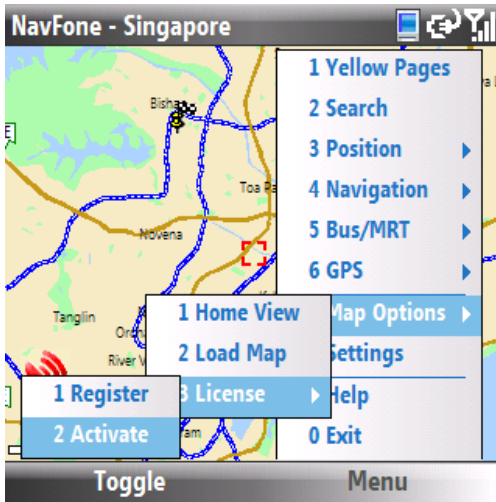 NavFone - Singapore
1 Yellow Pages
2 Search
3 Position
4 Navigation
5 Bus/MRT
6 GPS
Map Options
Settings
Help
0 Exit
1 Home View
2 Load Map
3 License
1 Register
2 Activate
Bisha
Toa Pa
Novena
Tanglin
Orch
River V
am
E
Toggle
Menu